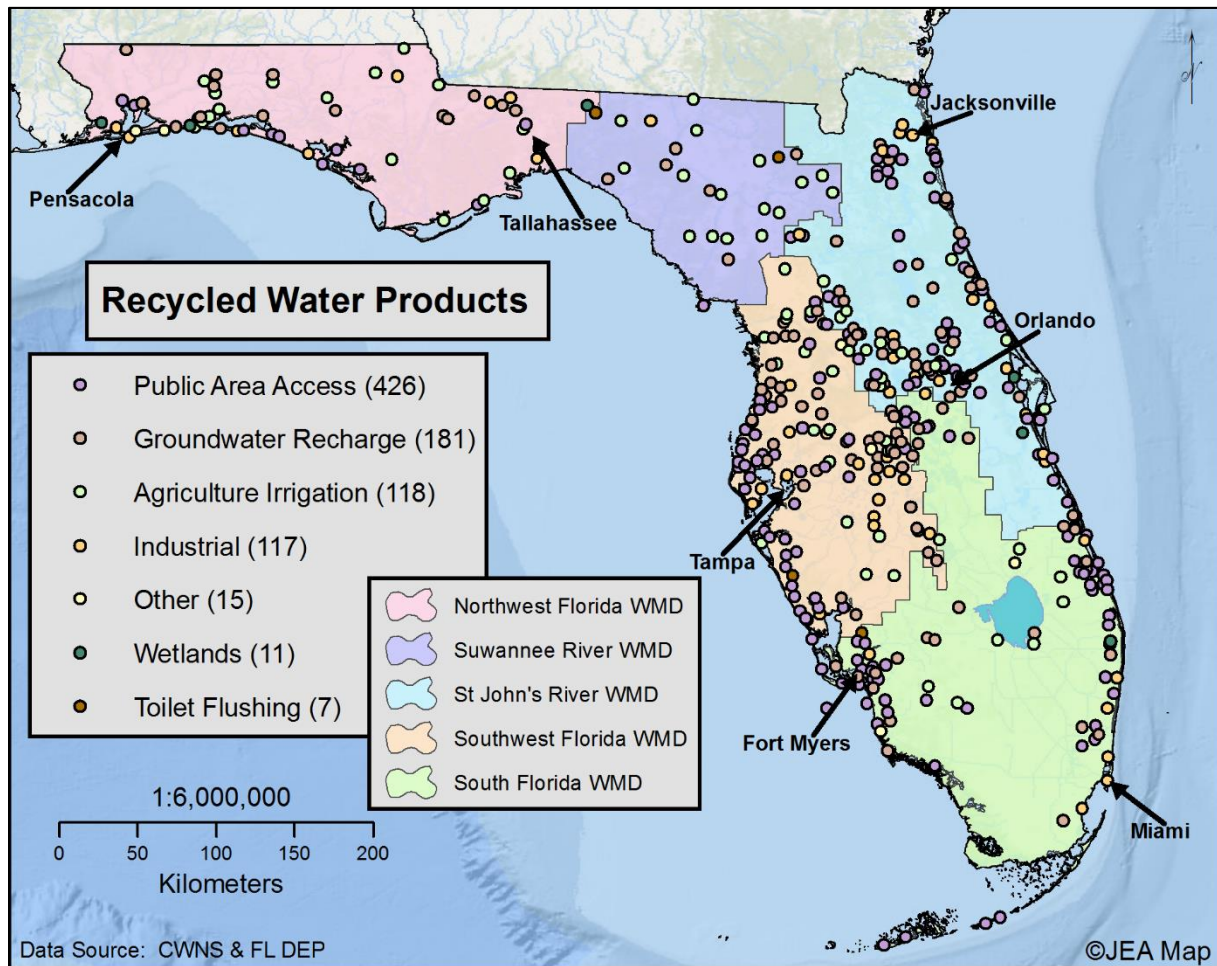 N
Jacksonville
Pensacola
Tallahassee
Recycled Water Products
Orlando
Public Area Access (426)
Groundwater Recharge (181)
Agriculture Irrigation (118)
Industrial (117)
Other (15)
Wetlands (11)
Toilet Flushing (7)
Tampa
Northwest Florida WMD
Suwannee River WMD
St John's River WMD
Southwest Florida WMD
South Florida WMD
Fort Myers
Miami
1:6,000,000
0 50 100 150 200
Kilometers
Data Source: CWNS & FL DEP
©JEA Map